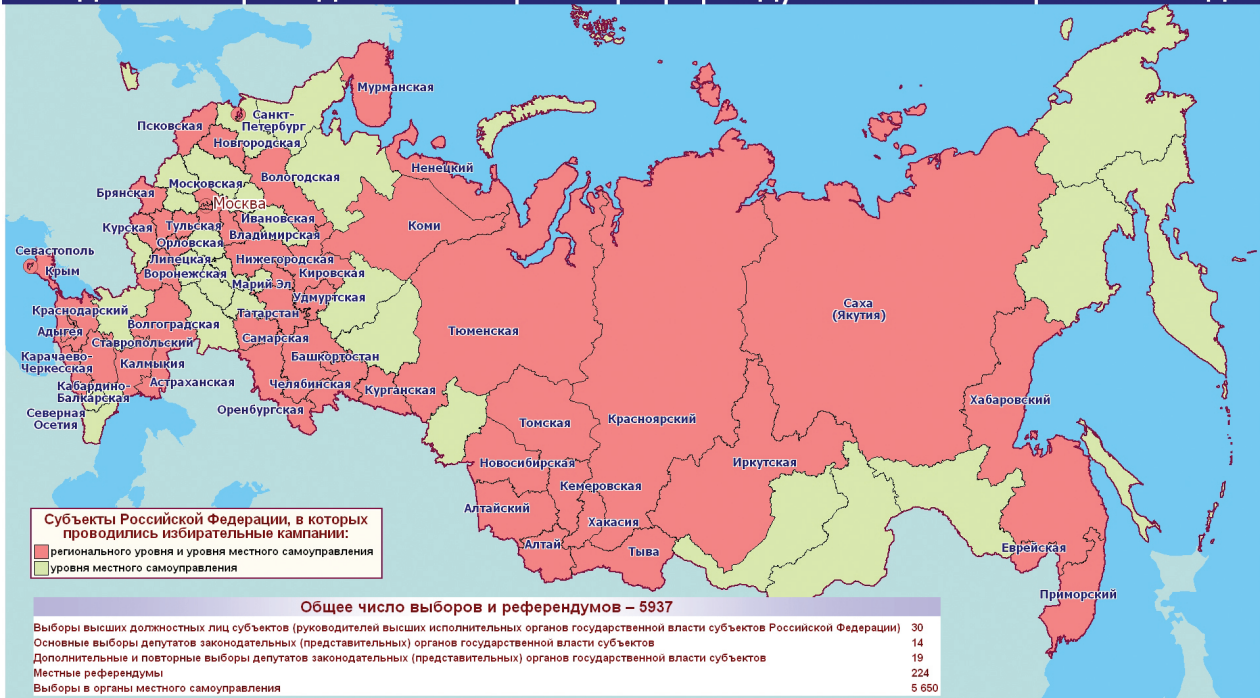 Мурманская
Санкт-
Петербург
Псковская
Новгородская
Ненецкий
Вологодская
Московская
Брянская
Москва
Ивановская
Курская
Тульская
Владимирская
Коми
Орловская
Севастополь
Липецкая
Нижегородская
Крым
Воронежская
Кировская
Марий Эл
Удмуртская
Саха
(Якутия)
Краснодарский
Татарстан
Волгоградская
Адыгея
Тюменская
Самарская
Ставропольский
Карачаево-
Черкесская
Башкортостан
Калмыкия
Астраханская
Челябинская
Курганская
Кабардино-
Балкарская
Хабаровский
Оренбургская
Северная
Осетия
Томская
Красноярский
Новосибирская
Иркутская
Кемеровская
Алтайский
Хакасия
Алтай
Тыва
Еврейская
Приморский
Субъекты Российской Федерации, в которых
проводились избирательные кампании:
регионального уровня и уровня местного самоуправления
уровня местного самоуправления
Общее число выборов и референдумов – 5937
Выборы высших должностных лиц субъектов (руководителей высших исполнительных органов государственной власти субъектов Российской Федерации) 30
Основные выборы депутатов законодательных (представительных) органов государственной власти субъектов 14
Дополнительные и повторные выборы депутатов законодательных (представительных) органов государственной власти субъектов 19
Местные референдумы 224
Выборы в органы местного самоуправления 5 650